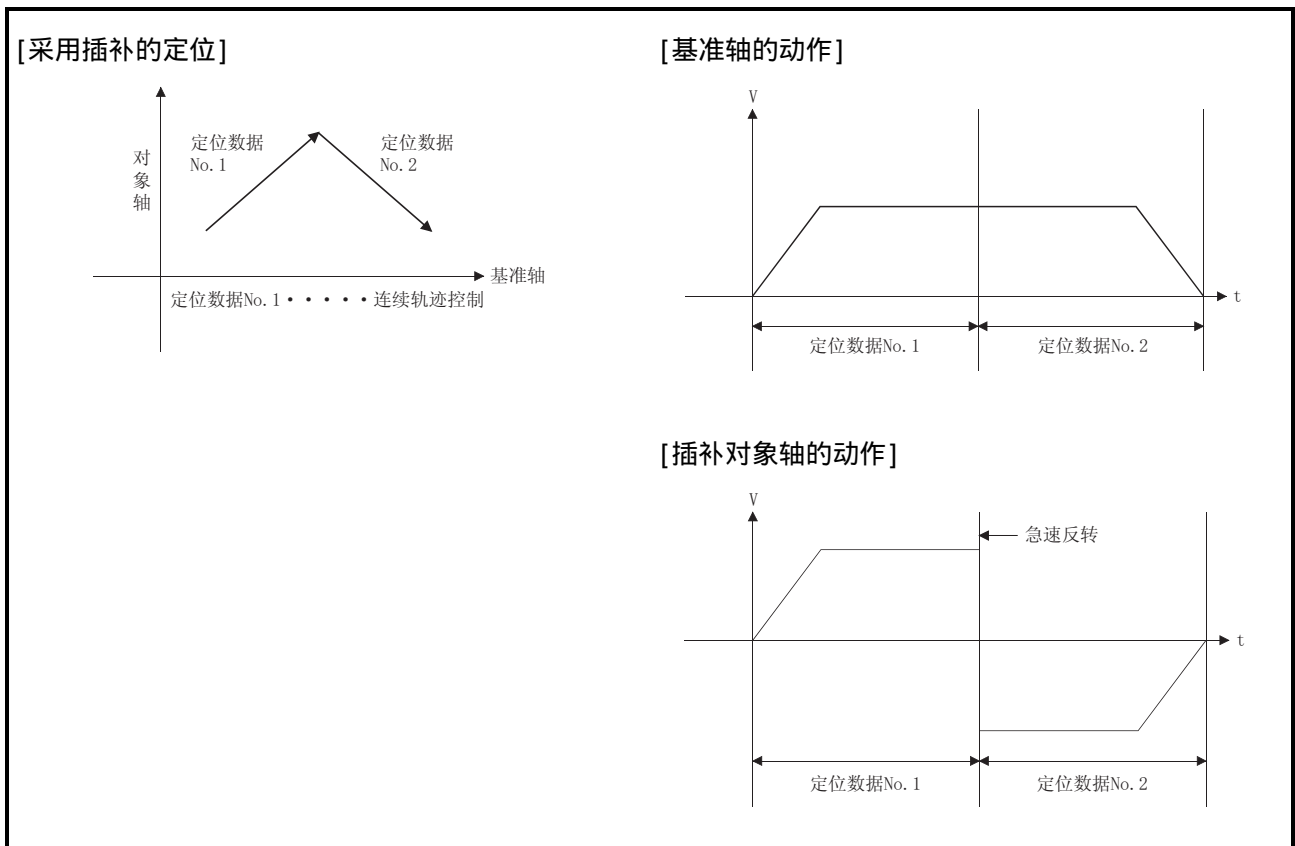 [采用插补的定位]
对象轴
定位数据
No.1
定位数据
No.2
基准轴
定位数据No.1・・・・・连续轨迹控制
[基准轴的动作]
V
t
定位数据No.1
定位数据No.2
[插补对象轴的动作]
V
急速反转
t
定位数据No.1
定位数据No.2